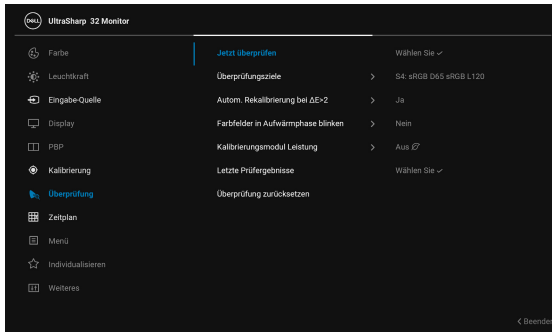 DELL UltraSharp 32 Monitor
Farbe Jetzt überprüfen Wählen Sie ✓
Leuchtkraft Überprüfungsziele > S4: sRGB D65 sRGB L120
Eingabe-Quelle Autom. Rekalibrierung bei ΔE>2 > Ja
Display Farbfelder in Aufwärmphase blinken > Nein
PBP Kalibrierungsmodul Leistung > Aus
Kalibrierung Letzte Prüfergebnisse Wählen Sie ✓
Überprüfung Überprüfung zurücksetzen
Zeitplan
Menü
Individualisieren
Weiteres
< Beenden